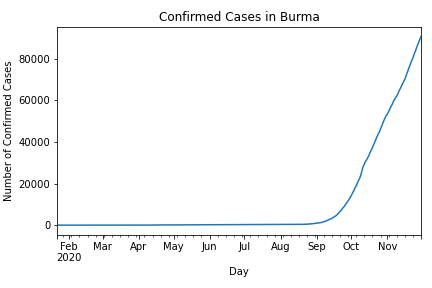 Confirmed Cases in Burma
Number of Confirmed Cases
80000
60000
40000
20000
0
Feb Mar Apr May Jun Jul Aug Sep Oct Nov
2020
Day